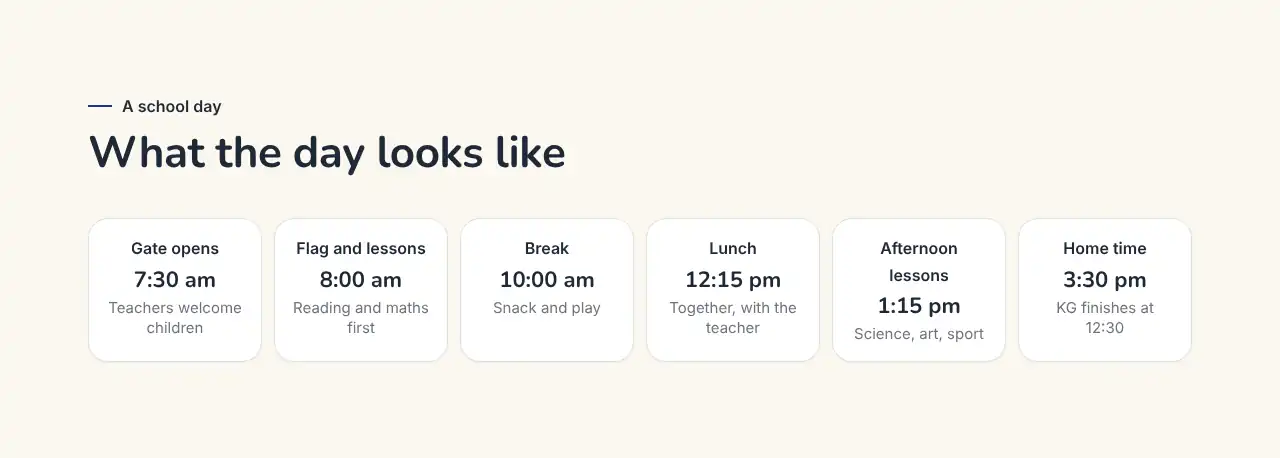 A school day
What the day looks like
Gate opens
7:30 am
Teachers welcome
children
Flag and lessons
8:00 am
Reading and maths
first
Break
10:00 am
Snack and play
Lunch
12:15 pm
Together, with the
teacher
Afternoon
lessons
1:15 pm
Science, art, sport
Home time
3:30 pm
KG finishes at
12:30